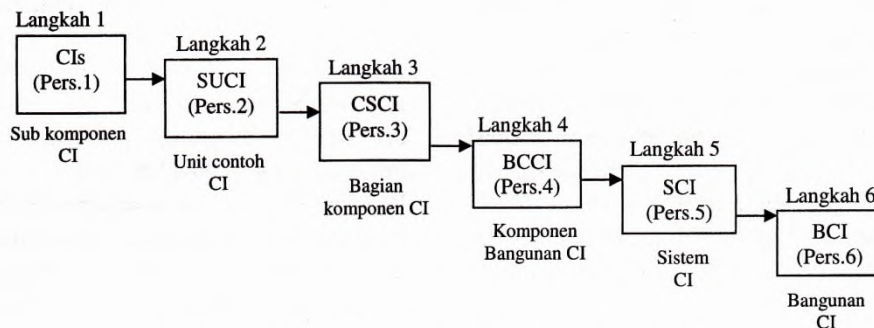 Langkah 1
CIs
(Pers.1)
Sub komponen
CI
Langkah 2
SUCI
(Pers.2)
Unit contoh
CI
Langkah 3
CSCI
(Pers.3)
Bagian
komponen CI
Langkah 4
BCCI
(Pers.4)
Komponen
Bangunan CI
Langkah 5
SCI
(Pers.5)
Sistem
CI
Langkah 6
BCI
(Pers.6)
Bangunan
CI